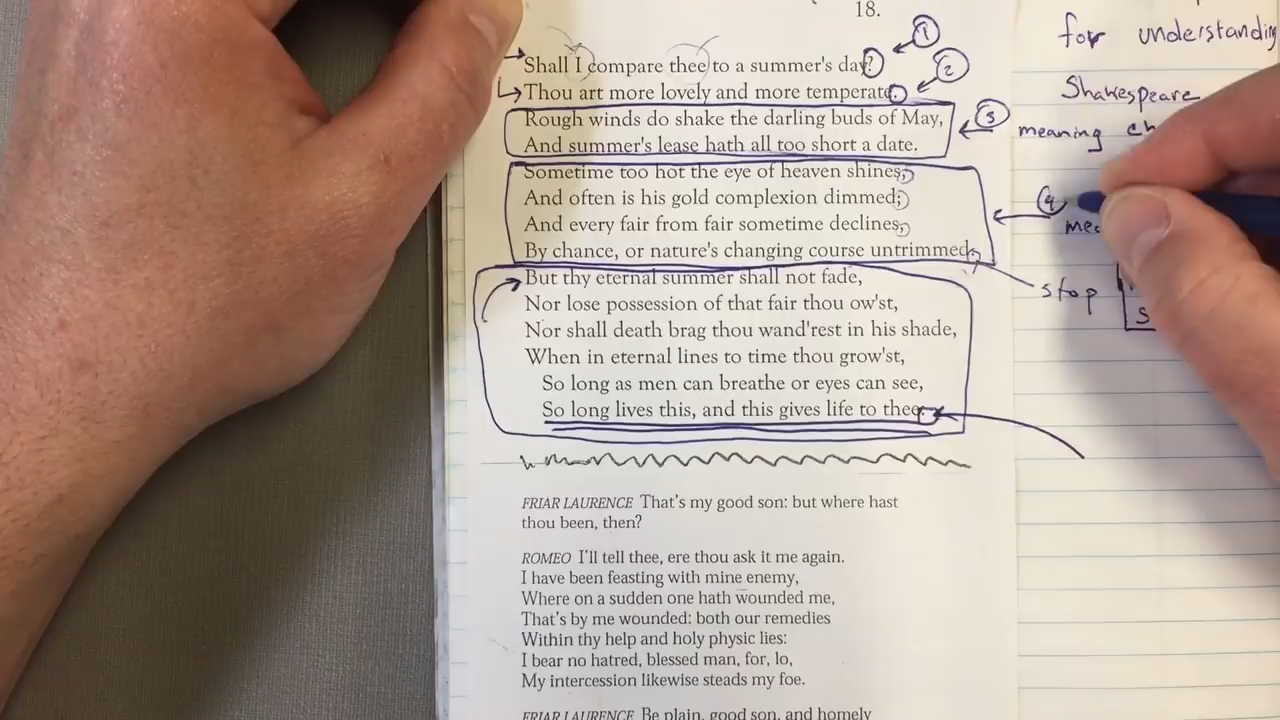 18.
Shall I compare thee to a summer's day?
Thou art more lovely and more temperate.
Rough winds do shake the darling buds of May,
And summer's lease hath all too short a date.
Sometime too hot the eye of heaven shines,
And often is his gold complexion dimmed;
And every fair from fair sometime declines,
By chance, or nature's changing course untrimmed;
But thy eternal summer shall not fade,
Nor lose possession of that fair thou ow'st,
Nor shall death brag thou wand'rest in his shade,
When in eternal lines to time thou grow'st,
So long as men can breathe or eyes can see,
So long lives this, and this gives life to thee.
FRIAR LAURENCE That's my good son: but where hast
thou been, then?
ROMEO I'll tell thee, ere thou ask it me again.
I have been feasting with mine enemy,
Where on a sudden one hath wounded me,
That's by me wounded: both our remedies
Within thy help and holy physic lies:
I bear no hatred, blessed man, for, lo,
My intercession likewise steads my foe.
FRIAR LAURENCE Be plain, good son, and homely
1
2
3
4
for understanding
Shakespeare
meaning
stop